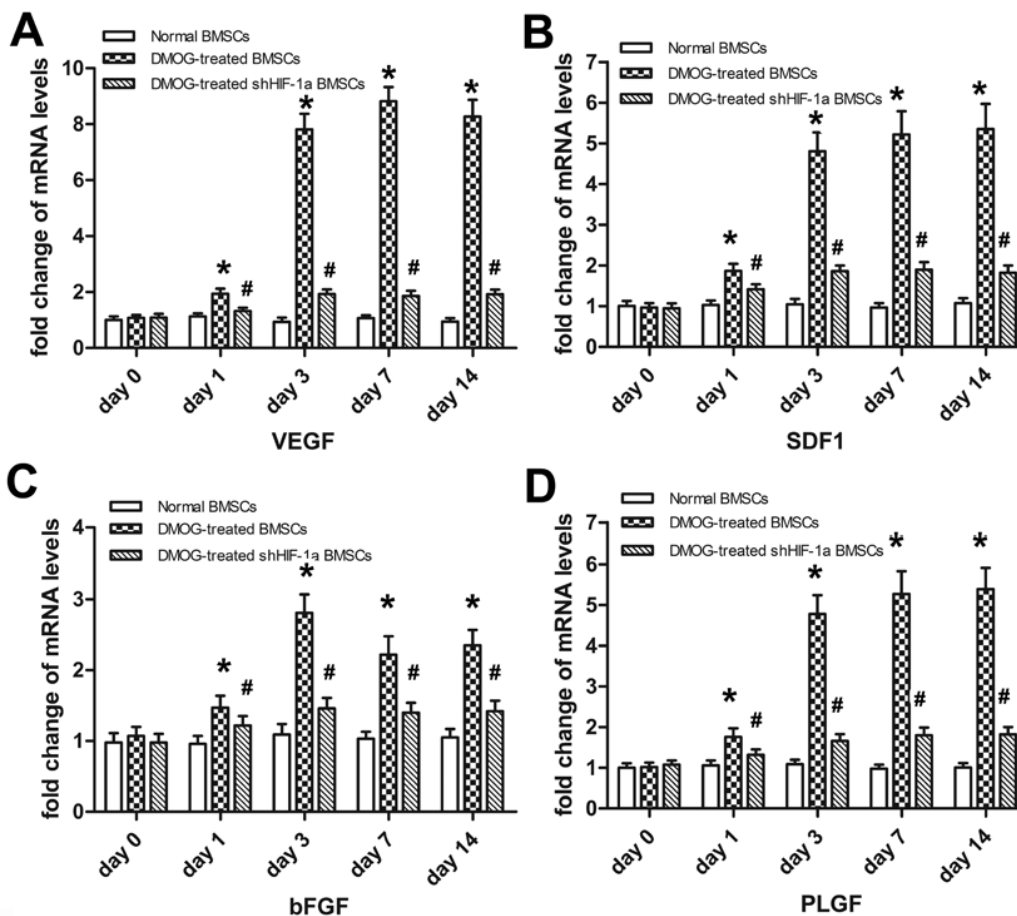 A
Normal BMSCs
DMOG-treated BMSCs
DMOG-treated shHIF-1a BMSCs
fold change of mRNA levels
10
8
6
4
2
0
* # * # * # * #
day 0 day 1 day 3 day 7 day 14
VEGF
B
Normal BMSCs
DMOG-treated BMSCs
DMOG-treated shHIF-1a BMSCs
fold change of mRNA levels
7
6
5
4
3
2
1
0
* # * # * # * #
day 0 day 1 day 3 day 7 day 14
SDF1
C
Normal BMSCs
DMOG-treated BMSCs
DMOG-treated shHIF-1a BMSCs
fold change of mRNA levels
4
3
2
1
0
* # * # * # * #
day 0 day 1 day 3 day 7 day 14
bFGF
D
Normal BMSCs
DMOG-treated BMSCs
DMOG-treated shHIF-1a BMSCs
fold change of mRNA levels
7
6
5
4
3
2
1
0
* # * # * # * #
day 0 day 1 day 3 day 7 day 14
PLGF